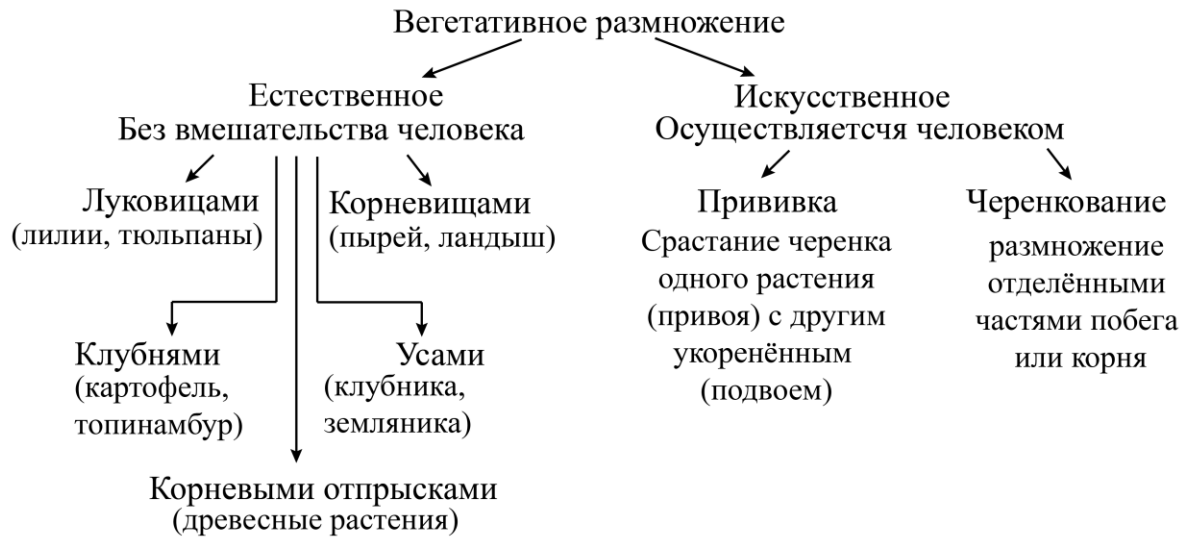 Вегетативное размножение
Естественное
Без вмешательства человека
Искусственное
Осуществляетсчя человеком
Луковицами
(лилии, тюльпаны)
Корневищами
(пырей, ландыш)
Прививка
Срастание черенка
одного растения
(привоя) с другим
укоренённым
(подвоем)
Черенкование
размножение
отделёнными
частями побега
или корня
Клубнями
(картофель,
топинамбур)
Усами
(клубника,
земляника)
Корневыми отпрысками
(древесные растения)